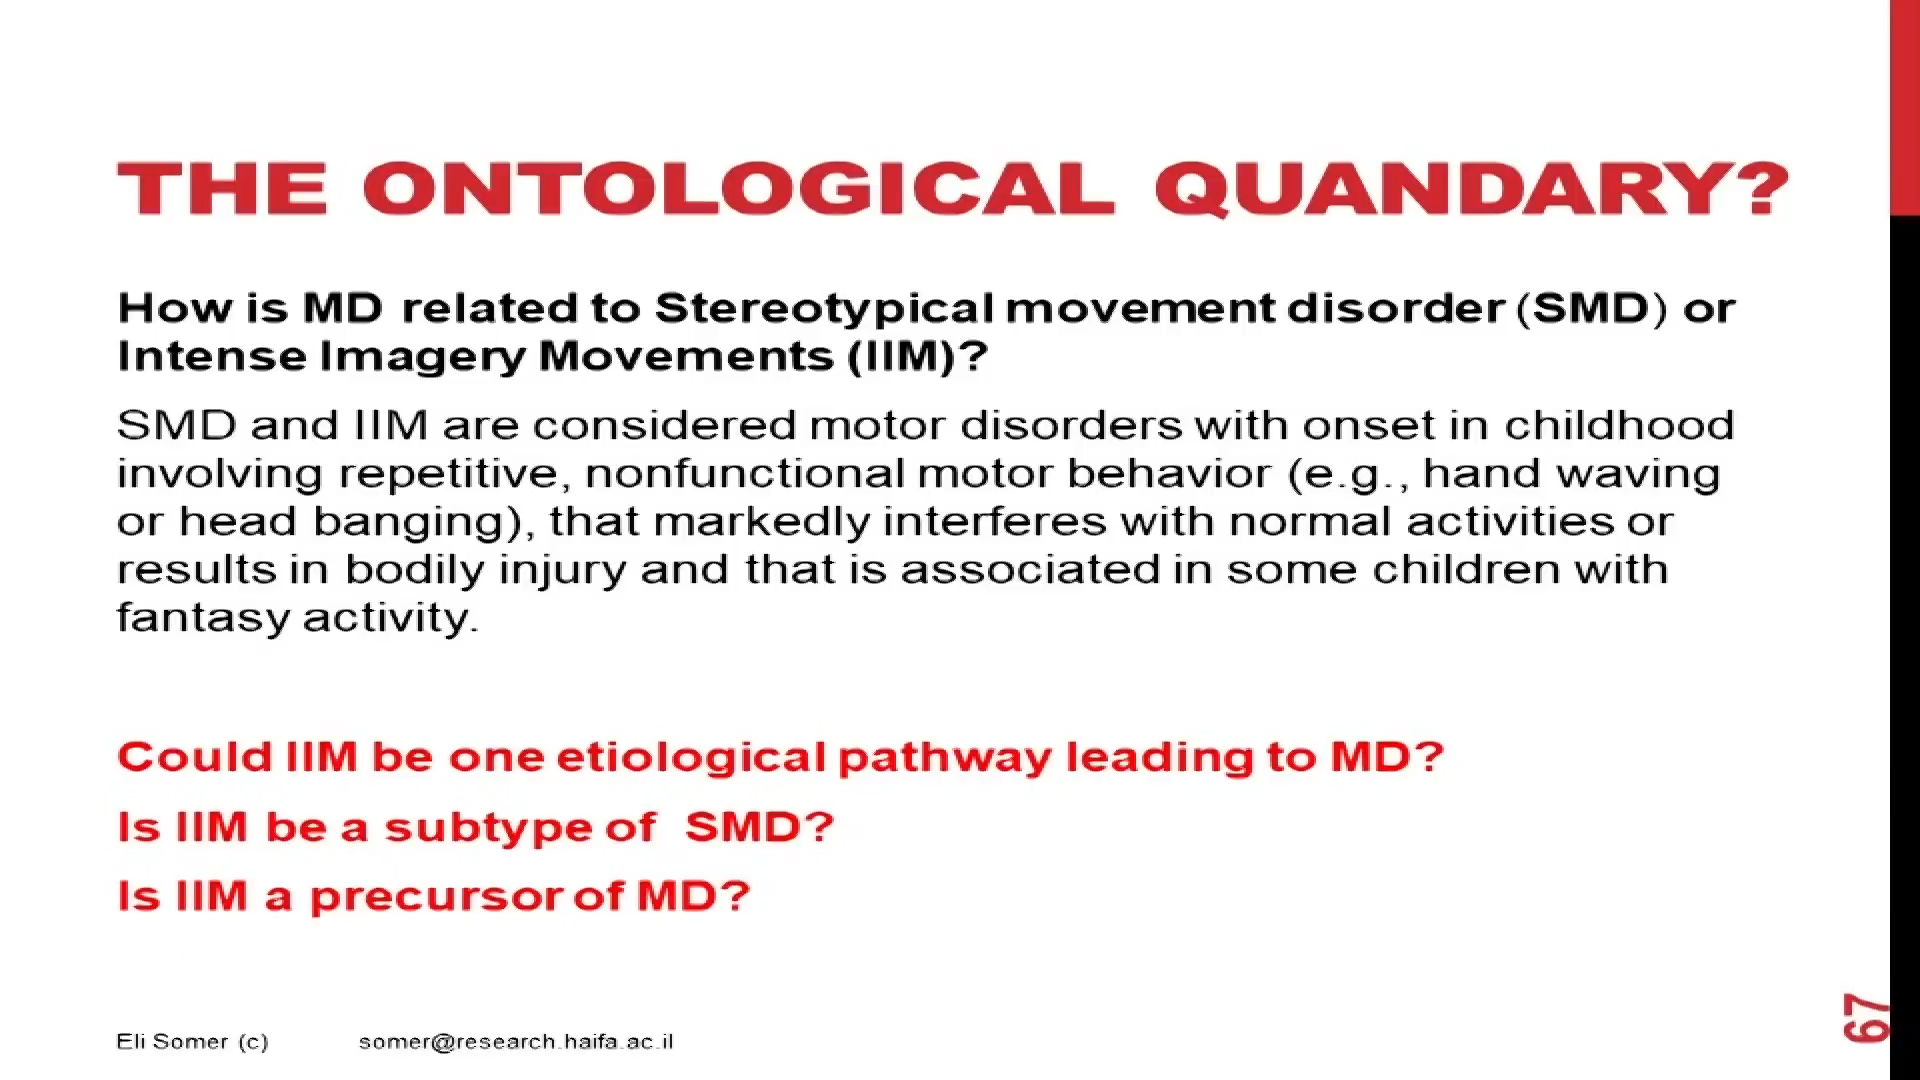 THE ONTOLOGICAL QUANDARY?
How is MD related to Stereotypical movement disorder (SMD) or
Intense Imagery Movements (IIM)?
SMD and IIM are considered motor disorders with onset in childhood
involving repetitive, nonfunctional motor behavior (e.g., hand waving
or head banging), that markedly interferes with normal activities or
results in bodily injury and that is associated in some children with
fantasy activity.
Could IIM be one etiological pathway leading to MD?
Is IIM be a subtype of SMD?
Is IIM a precursor of MD?
Eli Somer (c) somer@research.haifa.ac.il
67